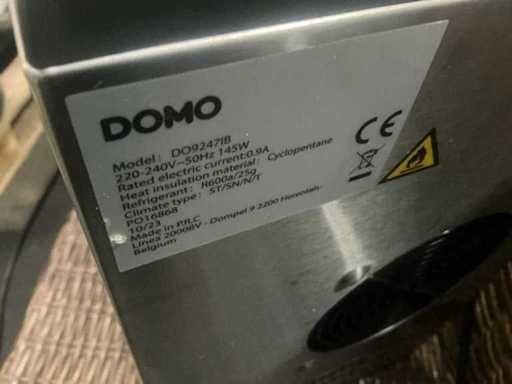 DOMO
Model: DO9247IB
220-240V~50Hz 145W
Rated electric current:0.9A
Heat insulation material: Cyclopentane
Refrigerant: R600a/25g
Climate type: ST/SN/N/T
PO16868
10/23
Made in P.R.C
Linea 2000BV - Dompel 9 2200 Herentals-
Belgium
CE